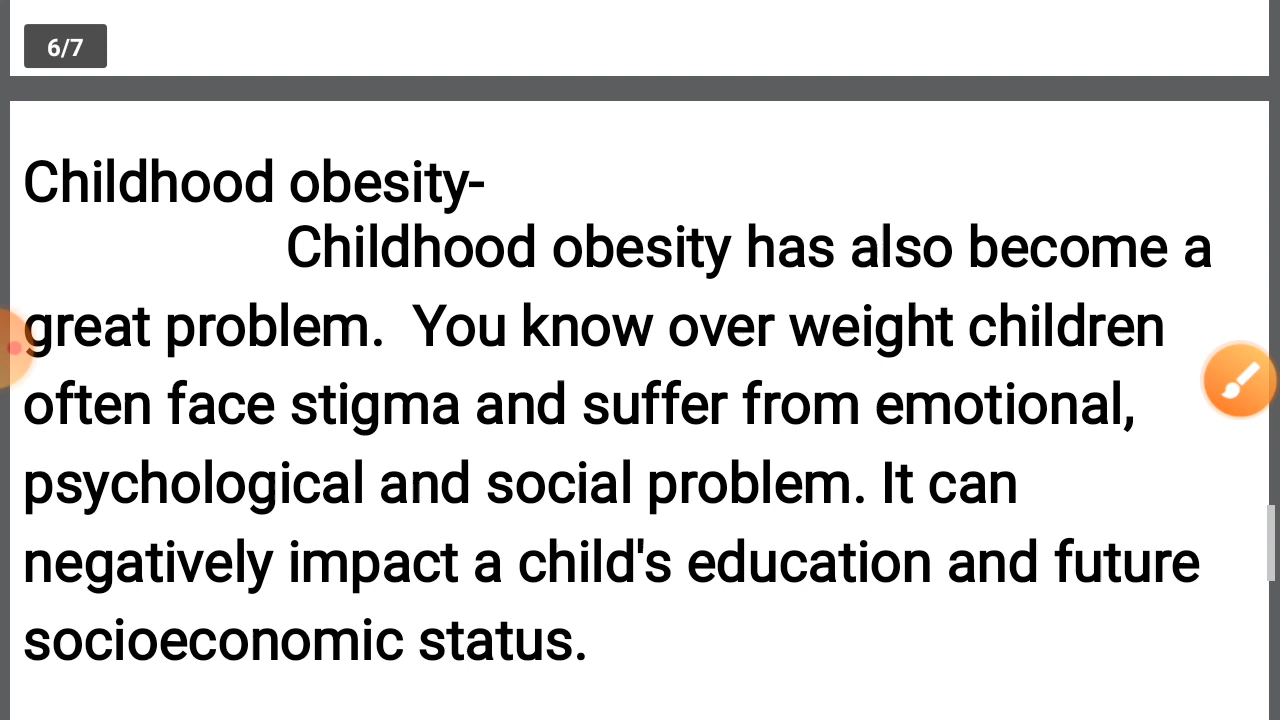 6/7
Childhood obesity-
Childhood obesity has also become a
great problem.  You know over weight children
often face stigma and suffer from emotional,
psychological and social problem. It can
negatively impact a child's education and future
socioeconomic status.